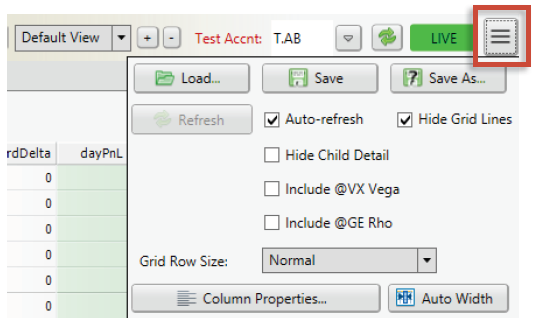 Default View + - Test Accnt: T.AB LIVE
Load... Save Save As...
Refresh Auto-refresh Hide Grid Lines
rdDelta dayPnL Hide Child Detail
0
Include @VX Vega
0
Include @GE Rho
0
0 Grid Row Size: Normal
0
0 Column Properties... Auto Width